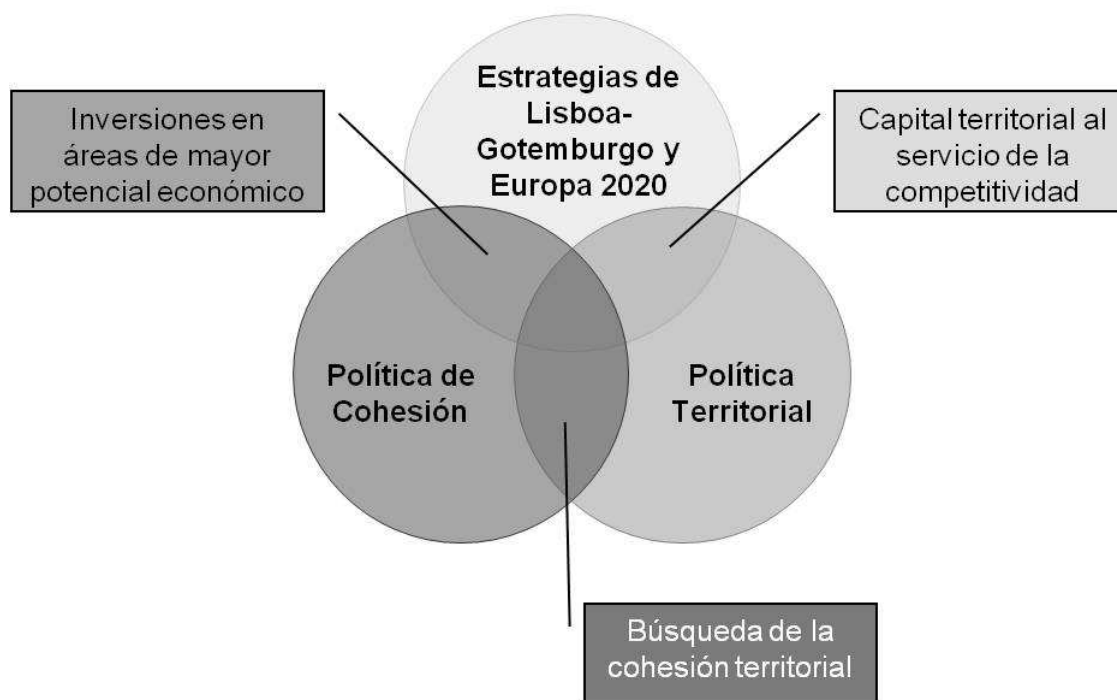 Estrategias de
Lisboa-
Gotemburgo y
Europa 2020
Inversiones en
áreas de mayor
potencial económico
Capital territorial al
servicio de la
competitividad
Política de
Cohesión
Política
Territorial
Búsqueda de la
cohesión territorial